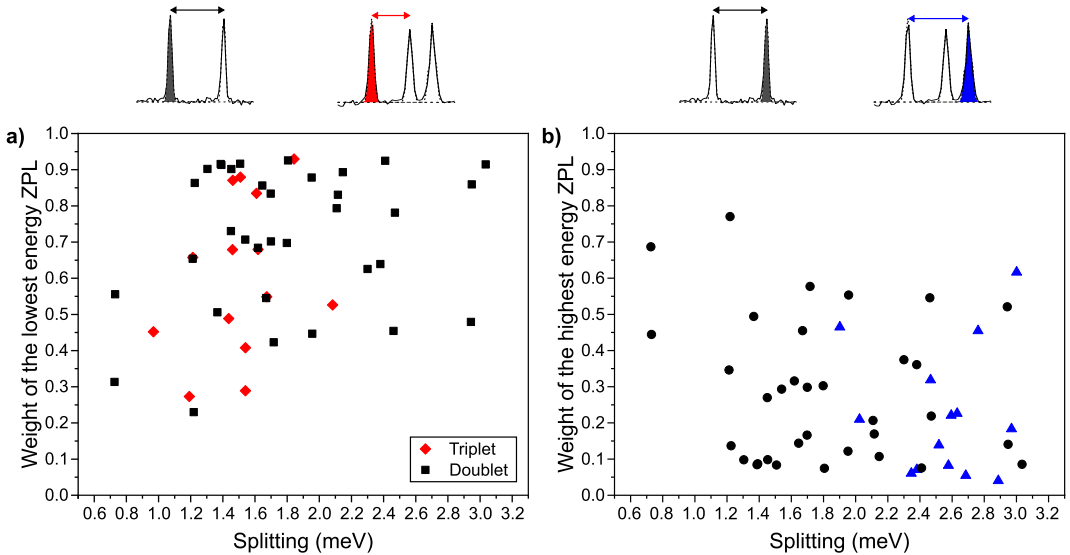 a)
Weight of the lowest energy ZPL
1.0
0.9
0.8
0.7
0.6
0.5
0.4
0.3
0.2
0.1
0.0
Triplet
Doublet
0.6 0.8 1.0 1.2 1.4 1.6 1.8 2.0 2.2 2.4 2.6 2.8 3.0 3.2
Splitting (meV)
b)
Weight of the highest energy ZPL
1.0
0.9
0.8
0.7
0.6
0.5
0.4
0.3
0.2
0.1
0.0
0.6 0.8 1.0 1.2 1.4 1.6 1.8 2.0 2.2 2.4 2.6 2.8 3.0 3.2
Splitting (meV)